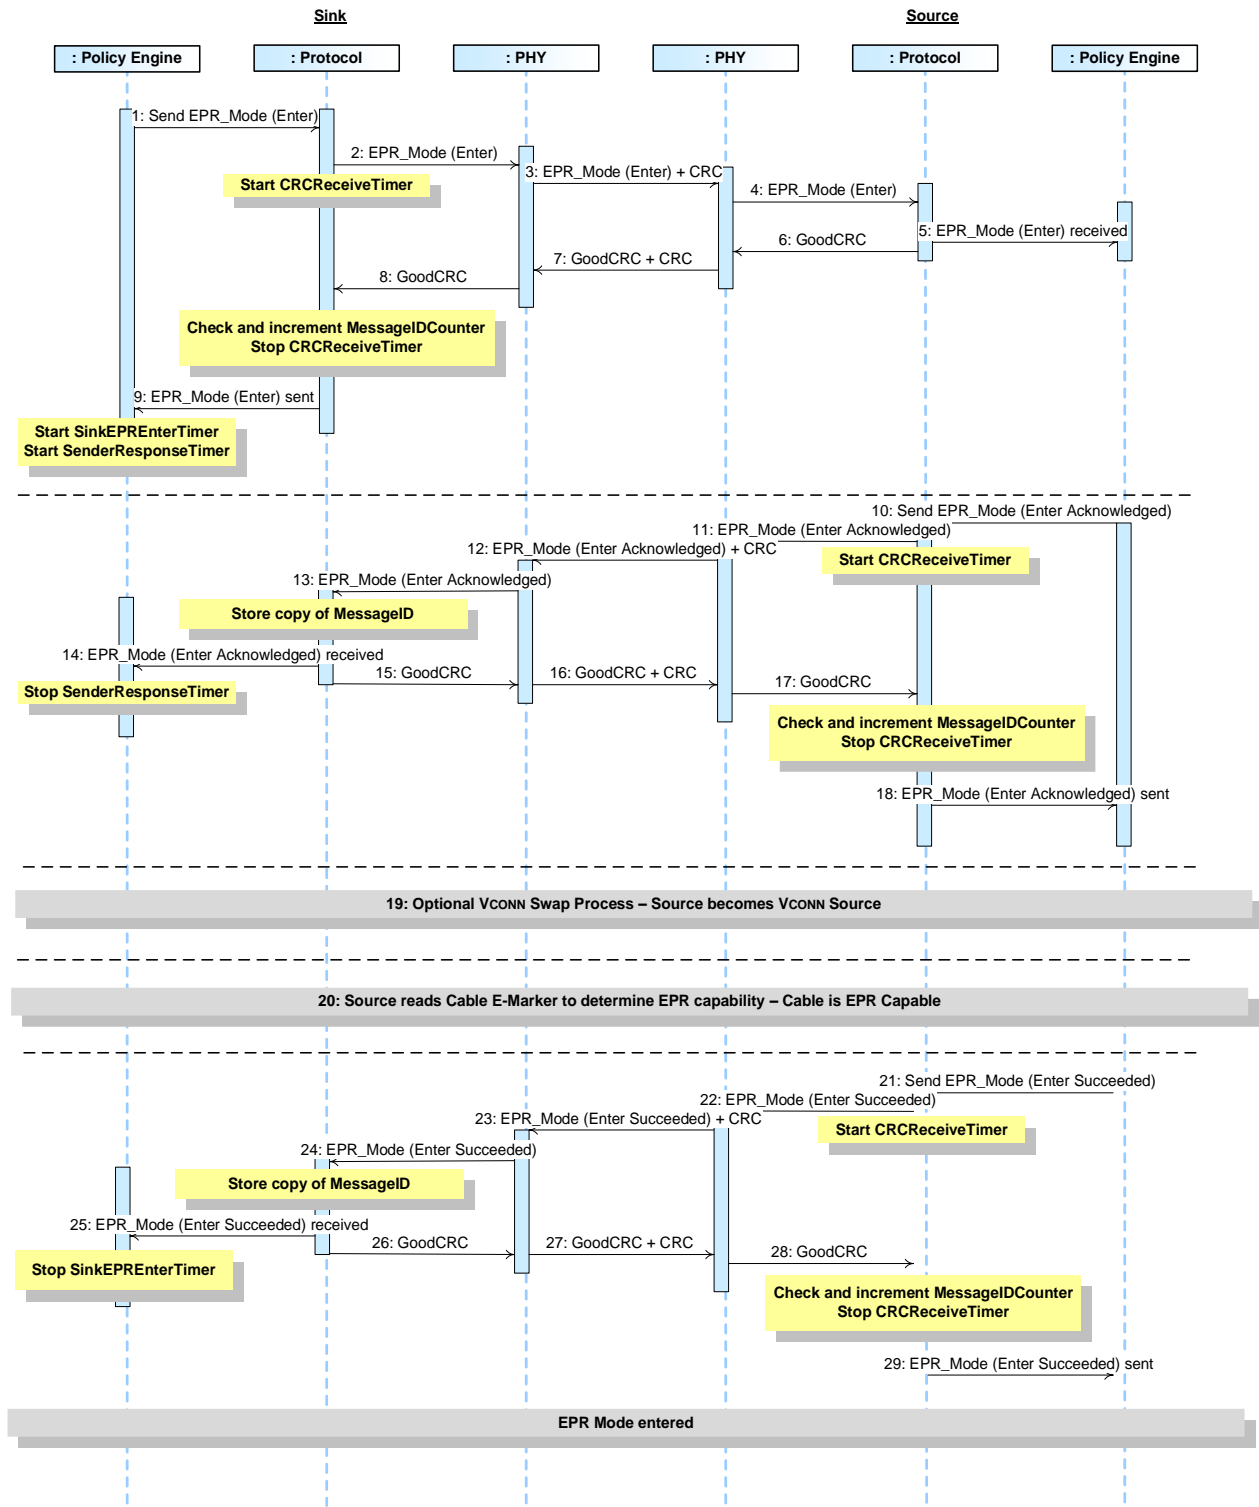 Sink
Source
: Policy Engine
: Protocol
: PHY
: PHY
: Protocol
: Policy Engine
1: Send EPR_Mode (Enter)
2: EPR_Mode (Enter)
3: EPR_Mode (Enter) + CRC
Start CRCReceiveTimer
4: EPR_Mode (Enter)
5: EPR_Mode (Enter) received
6: GoodCRC
7: GoodCRC + CRC
8: GoodCRC
Check and increment MessageIDCounter
Stop CRCReceiveTimer
9: EPR_Mode (Enter) sent
Start SinkEPREnterTimer
Start SenderResponseTimer
10: Send EPR_Mode (Enter Acknowledged)
11: EPR_Mode (Enter Acknowledged)
12: EPR_Mode (Enter Acknowledged) + CRC
Start CRCReceiveTimer
13: EPR_Mode (Enter Acknowledged)
Store copy of MessageID
14: EPR_Mode (Enter Acknowledged) received
15: GoodCRC
16: GoodCRC + CRC
17: GoodCRC
Stop SenderResponseTimer
Check and increment MessageIDCounter
Stop CRCReceiveTimer
18: EPR_Mode (Enter Acknowledged) sent
19: Optional VCONN Swap Process – Source becomes VCONN Source
20: Source reads Cable E-Marker to determine EPR capability – Cable is EPR Capable
21: Send EPR_Mode (Enter Succeeded)
22: EPR_Mode (Enter Succeeded)
23: EPR_Mode (Enter Succeeded) + CRC
Start CRCReceiveTimer
24: EPR_Mode (Enter Succeeded)
Store copy of MessageID
25: EPR_Mode (Enter Succeeded) received
26: GoodCRC
27: GoodCRC + CRC
28: GoodCRC
Stop SinkEPREnterTimer
Check and increment MessageIDCounter
Stop CRCReceiveTimer
29: EPR_Mode (Enter Succeeded) sent
EPR Mode entered